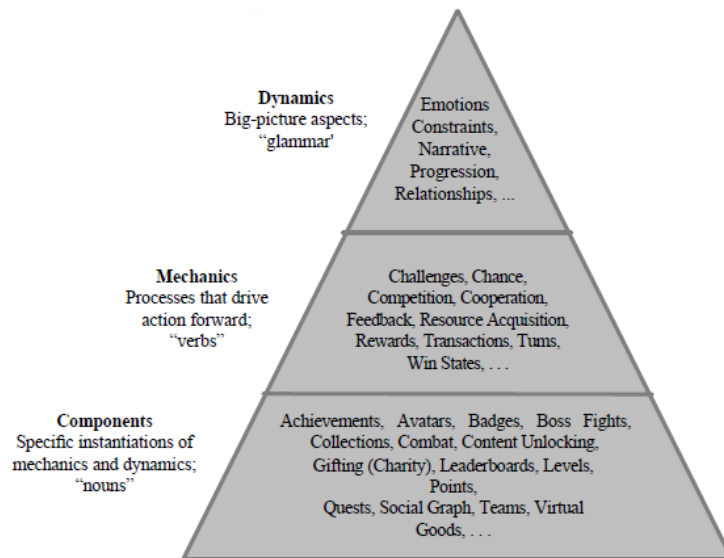 Dynamics
Big-picture aspects;
“glammar'
Emotions
Constraints,
Narrative,
Progression,
Relationships, ...
Mechanics
Processes that drive
action forward;
“verbs”
Challenges, Chance,
Competition, Cooperation,
Feedback, Resource Acquisition,
Rewards, Transactions, Tums,
Win States, . . .
Components
Specific instantiations of
mechanics and dynamics;
“nouns”
Achievements, Avatars, Badges, Boss Fights,
Collections, Combat, Content Unlocking,
Gifting (Charity), Leaderboards, Levels,
Points,
Quests, Social Graph, Teams, Virtual
Goods, . . .